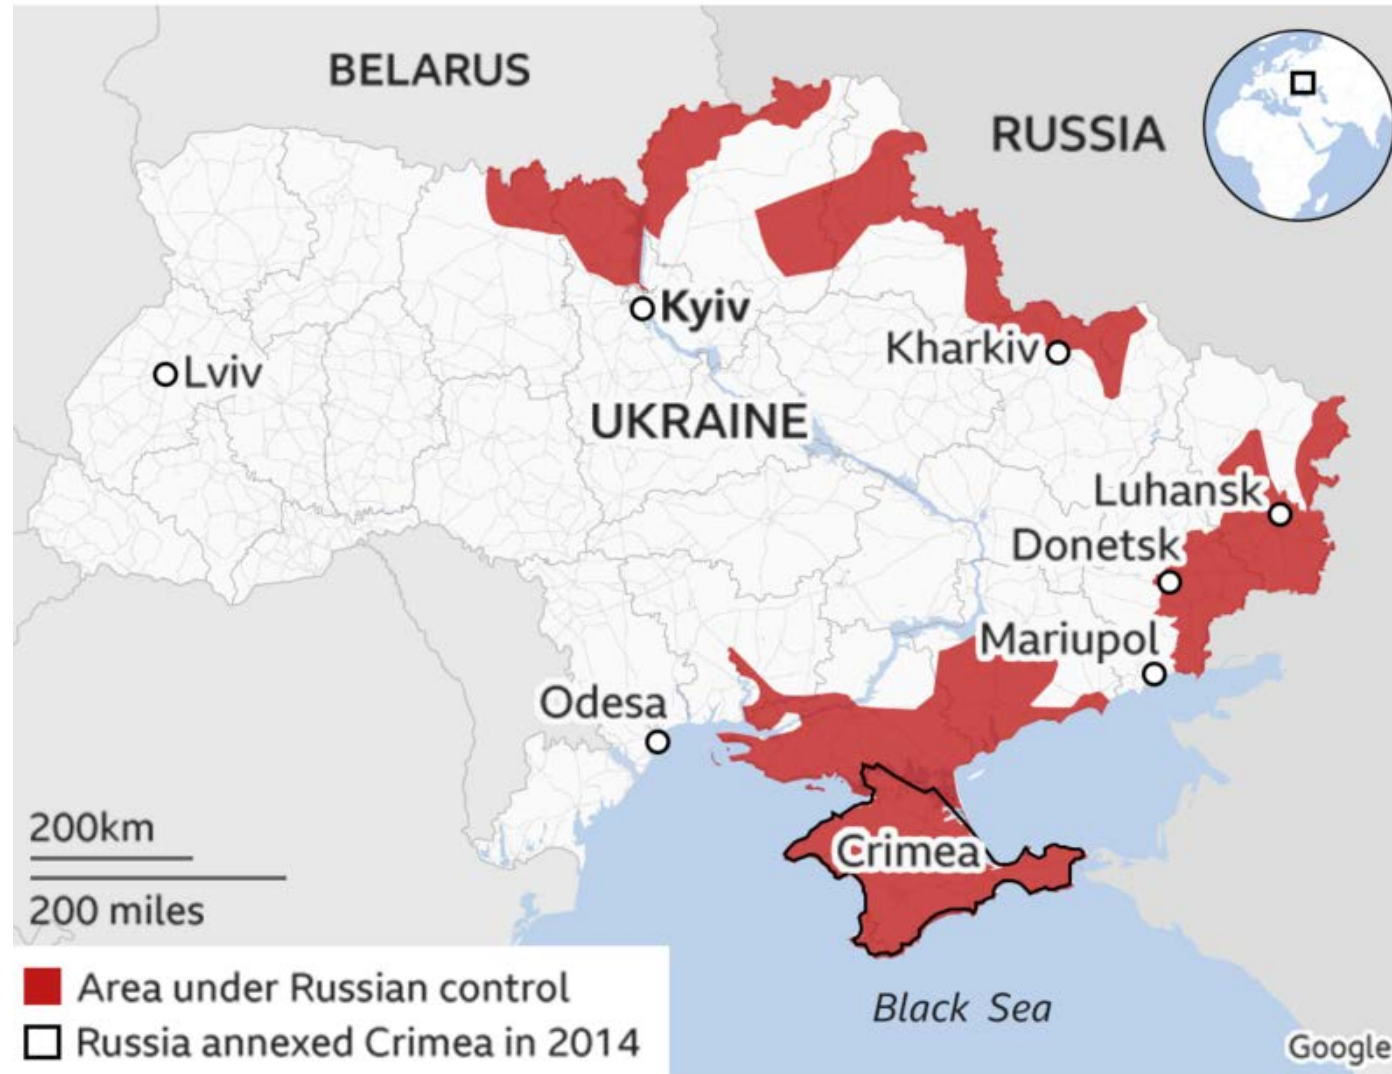 BELARUS
RUSSIA
Kyiv
Kharkiv
Lviv
UKRAINE
Luhansk
Donetsk
Mariupol
Odesa
200km
Crimea
200 miles
Area under Russian control
Black Sea
Russia annexed Crimea in 2014
Google